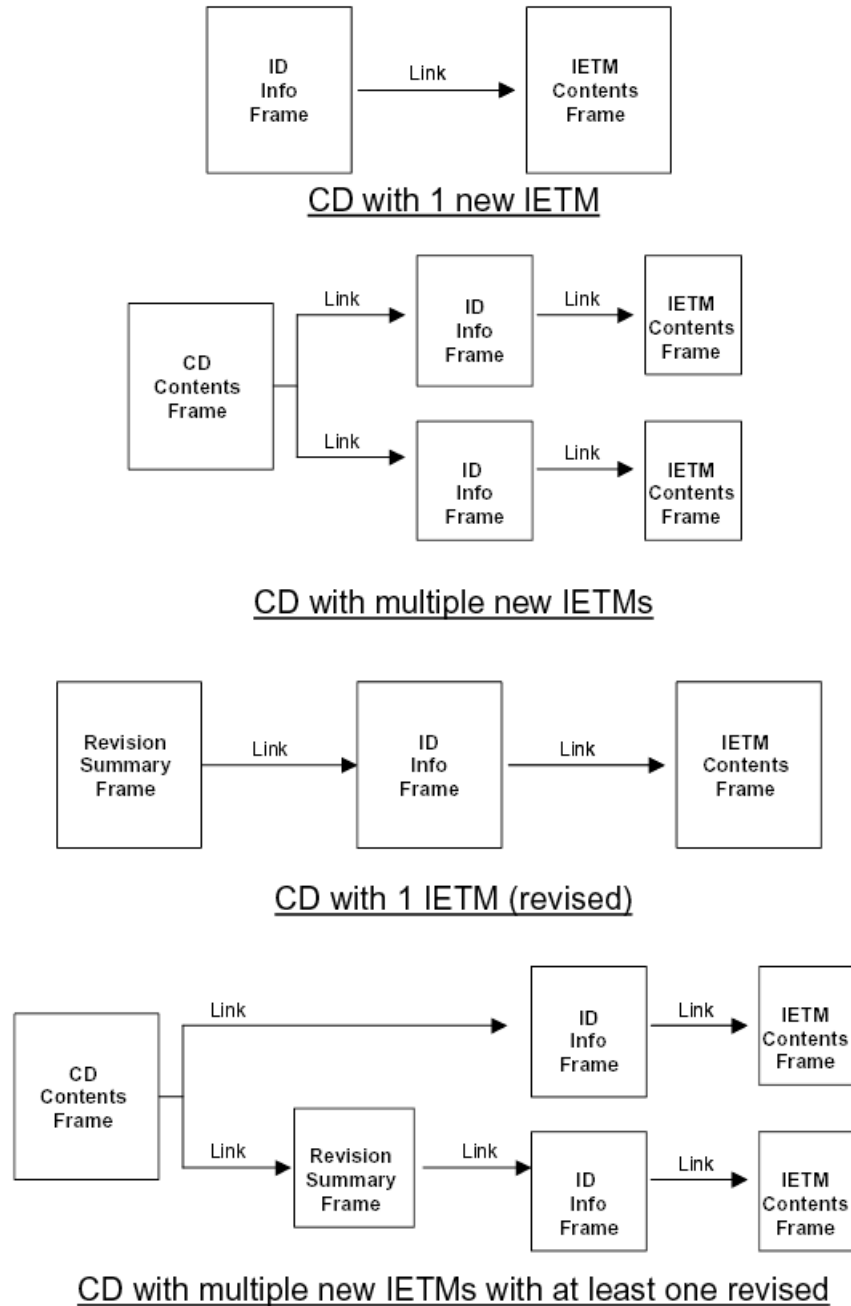 ID
Info
Frame
Link
IETM
Contents
Frame
CD with 1 new IETM
CD
Contents
Frame
Link
ID
Info
Frame
Link
IETM
Contents
Frame
Link
ID
Info
Frame
Link
IETM
Contents
Frame
CD with multiple new IETMs
Revision
Summary
Frame
Link
ID
Info
Frame
Link
IETM
Contents
Frame
CD with 1 IETM (revised)
CD
Contents
Frame
Link
ID
Info
Frame
Link
IETM
Contents
Frame
Link
Revision
Summary
Frame
Link
ID
Info
Frame
Link
IETM
Contents
Frame
CD with multiple new IETMs with at least one revised